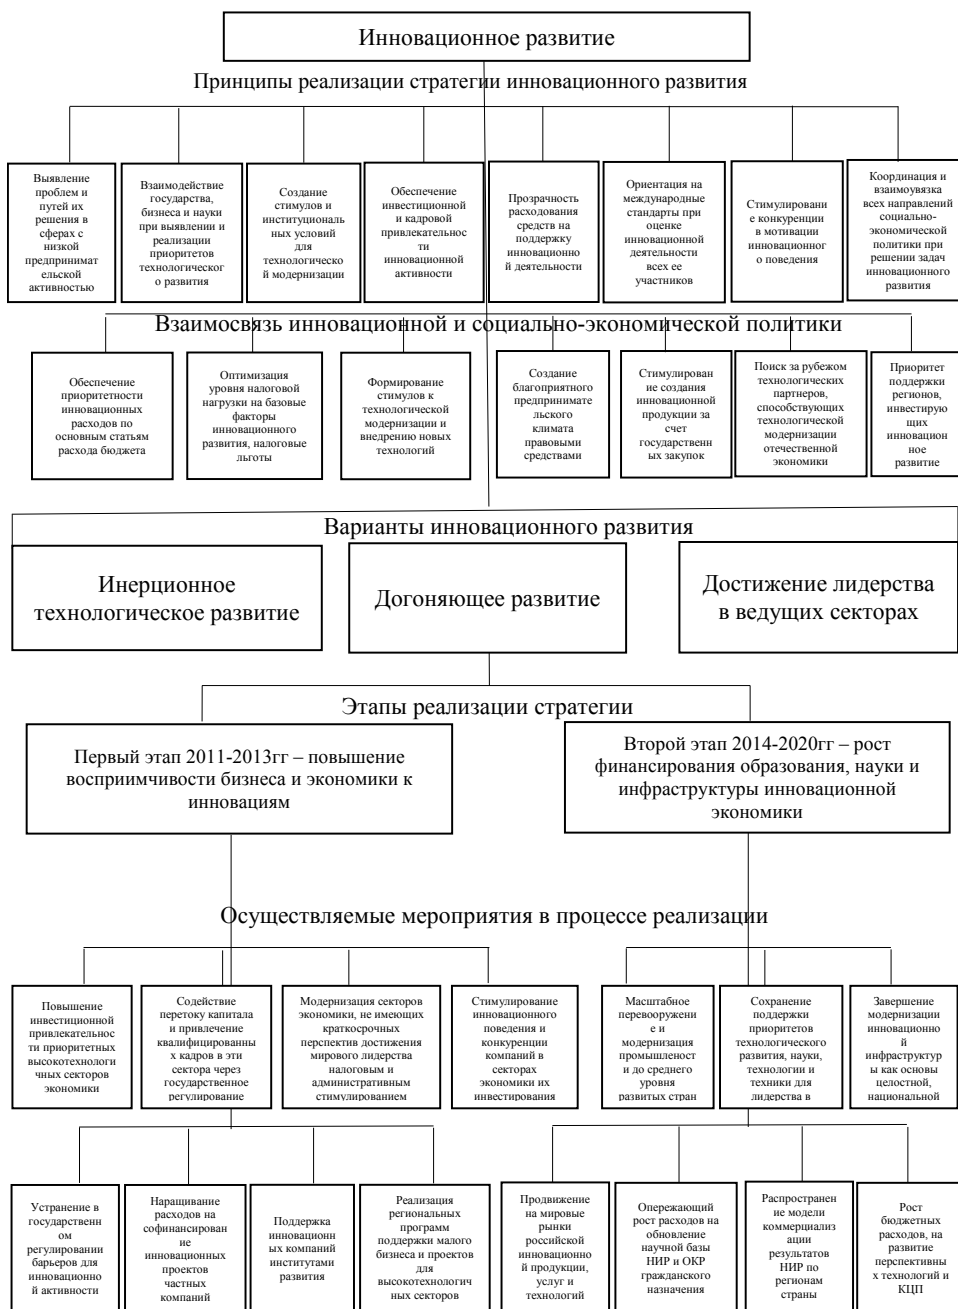 Инновационное развитие
Принципы реализации стратегии инновационного развития
Выявление
проблем и
путей их
решения в
сферах с
низкой
предпринимат
ельской
активностью
Взаимодействие
государства,
бизнеса и науки
при выявлении и
реализации
приоритетов
технологическог
о развития
Создание
стимулов и
институциональ
ных условий
для
технологическо
й модернизации
Обеспечение
инвестиционной
и кадровой
привлекательнос
ти
инновационной
активности
Прозрачность
расходования
средств на
поддержку
инновационно
й деятельности
Ориентация на
международные
стандарты при
оценке
инновационной
деятельности
всех ее
участников
Стимулировани
е конкуренции
в мотивации
инновационног
о поведения
Координация и
взаимоувязка
всех направлений
социально-
экономической
политики при
решении задач
инновационного
развития
Взаимосвязь инновационной и социально-экономической политики
Обеспечение
приоритетности
инновационных
расходов по
основным статьям
расхода бюджета
Оптимизация
уровня налоговой
нагрузки на базовые
факторы
инновационного
развития, налоговые
льготы
Формирование
стимулов к
технологической
модернизации и
внедрению новых
технологий
Создание
благоприятного
предпринимате
льского
климата
правовыми
средствами
Стимулирован
ие создания
инновационной
продукции за
счет
государственн
ых закупок
Поиск за рубежом
технологических
партнеров,
способствующих
технологической
модернизации
отечественной
экономики
Приоритет
поддержки
регионов,
инвестирую
щих
инновацион
ное
развитие
Варианты инновационного развития
Инерционное
технологическое развитие
Догоняющее развитие
Достижение лидерства
в ведущих секторах
Этапы реализации стратегии
Первый этап 2011-2013гг – повышение
восприимчивости бизнеса и экономики к
инновациям
Второй этап 2014-2020гг – рост
финансирования образования, науки и
инфраструктуры инновационной
экономики
Осуществляемые мероприятия в процессе реализации
Повышение
инвестиционной
привлекательнос
ти приоритетных
высокотехнологи
чных секторов
экономики
Содействие
перетоку капитала
и привлечение
квалифицированны
х кадров в эти
сектора через
государственное
регулирование
Модернизация секторов
экономики, не имеющих
краткосрочных
перспектив достижения
мирового лидерства
налоговым и
административным
стимулированием
Стимулирование
инновационного
поведения и
конкуренции
компаний в
секторах
экономики их
инвестирования
Масштабное
перевооружени
е и
модернизация
промышленост
и до среднего
уровня
развитых стран
Сохранение
поддержки
приоритетов
технологического
развития, науки,
технологии и
техники для
лидерства в
Завершение
модернизации
инновационно
й
инфраструктур
ы как основы
целостной,
национальной
Устранение в
государственн
ом
регулировании
барьеров для
инновационно
й активности
Наращивание
расходов на
софинансирован
ие
инновационных
проектов
частных
компаний
Поддержка
инновационн
ых компаний
институтами
развития
Реализация
региональных
программ
поддержки малого
бизнеса и проектов
для
высокотехнологич
ных секторов
Продвижение
на мировые
рынки
российской
инновационно
й продукции,
услуг и
технологий
Опережающий
рост расходов на
обновление
научной базы
НИР и ОКР
гражданского
назначения
Распространен
ие модели
коммерциализ
ации
результатов
НИР по
регионам
страны
Рост
бюджетных
расходов, на
развитие
перспективны
х технологий и
КЦП